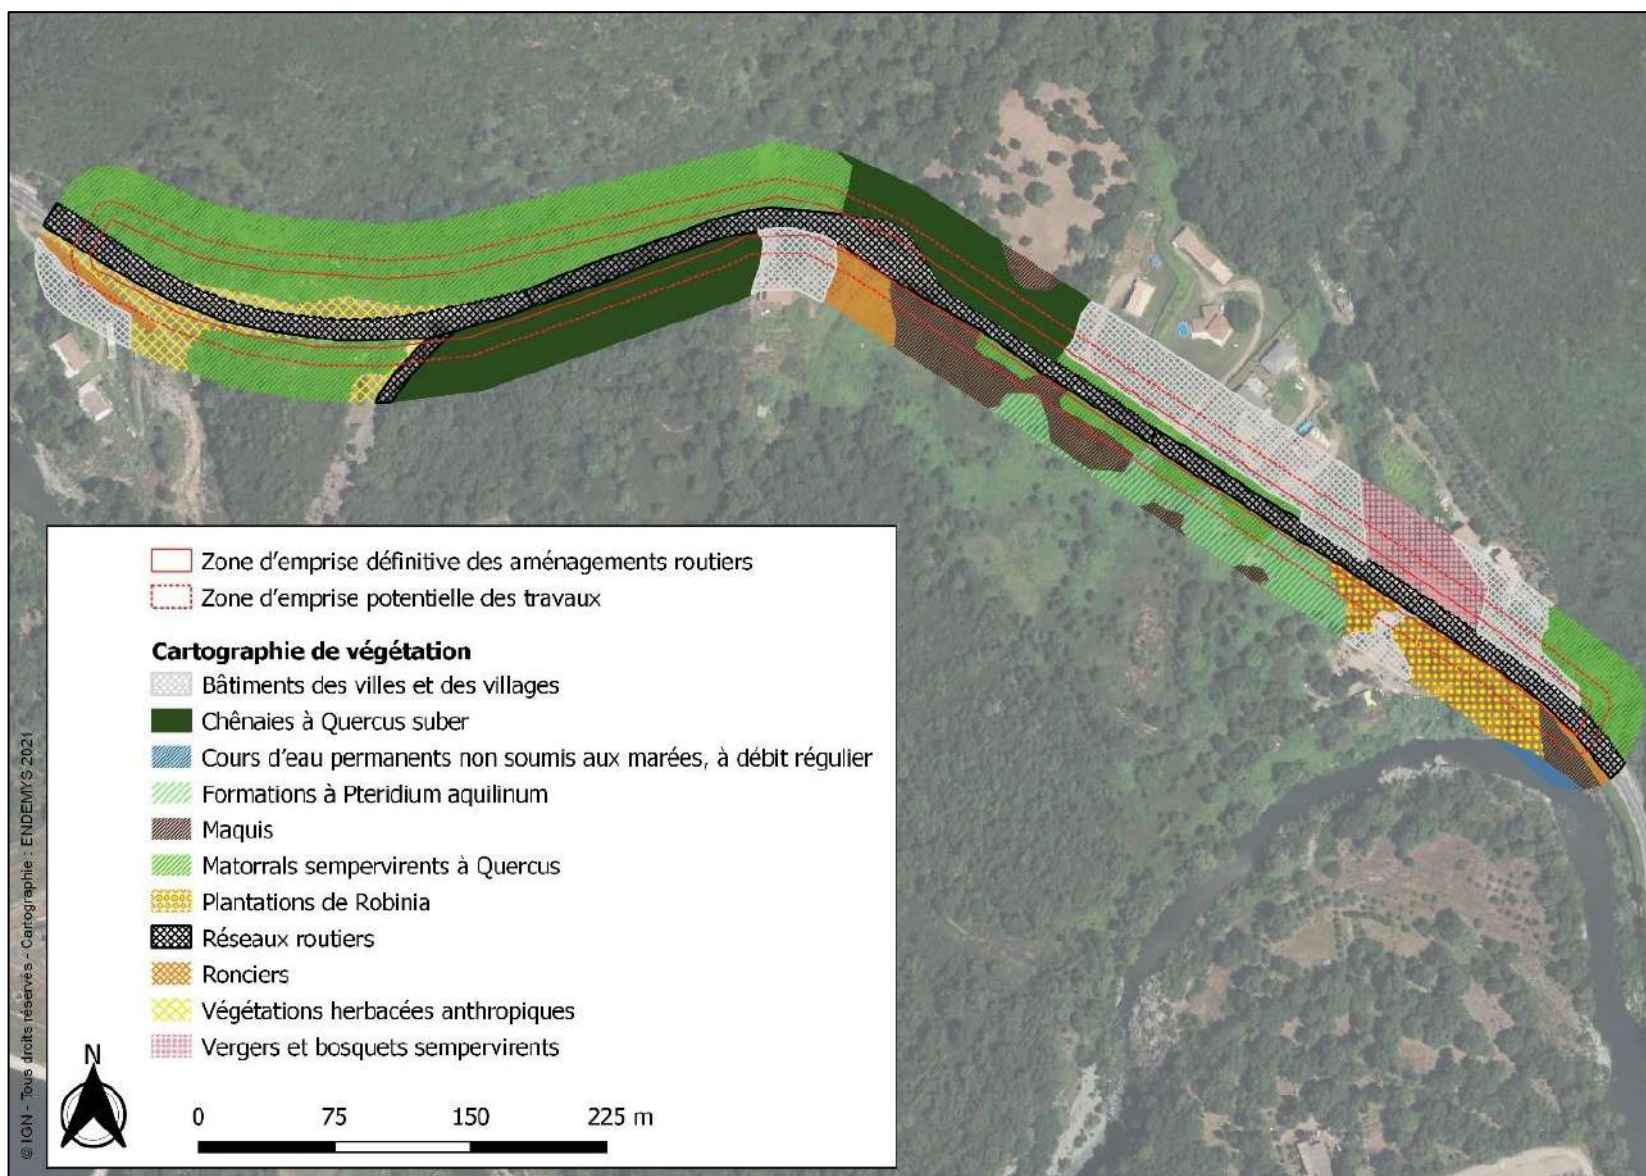 Zone d'emprise définitive des aménagements routiers
Zone d'emprise potentielle des travaux
Cartographie de végétation
Bâtiments des villes et des villages
Chênaies à Quercus suber
Cours d'eau permanents non soumis aux marées, à débit régulier
Formations à Pteridium aquilinum
Maquis
Matorrals sempervirents à Quercus
Plantations de Robinia
Réseaux routiers
Ronciers
Végétations herbacées anthropiques
Vergers et bosquets sempervirents
N
0 75 150 225 m
© IGN - Tous droits réservés - Cartographie : ENDEMYS 2021